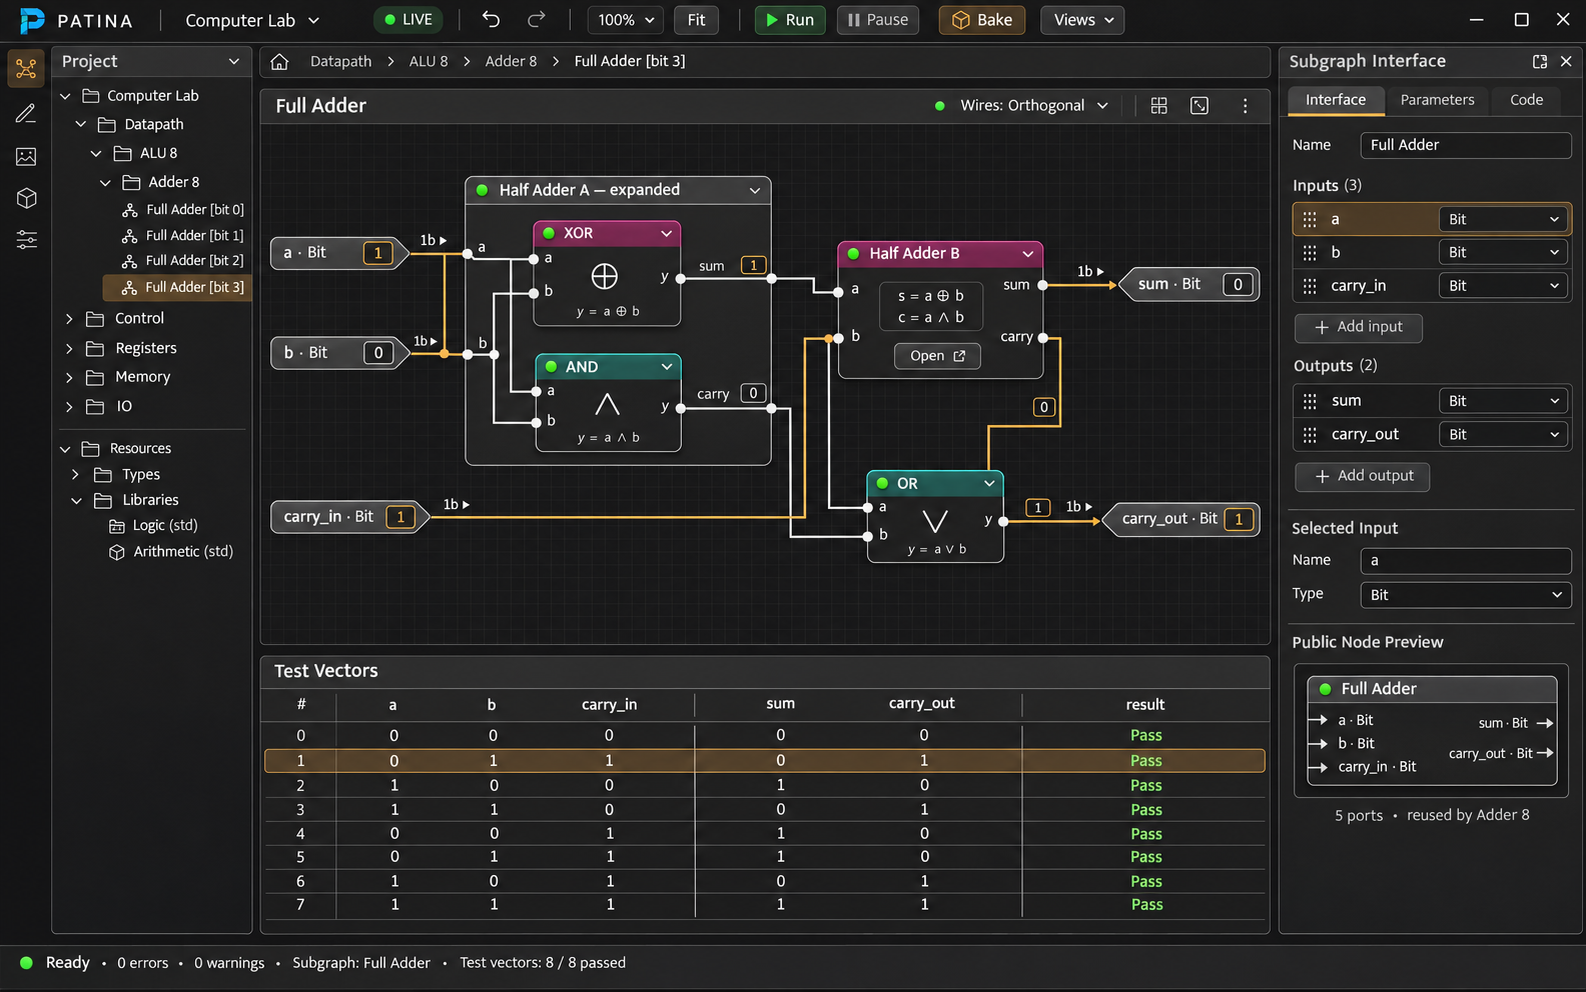 PATINA
Computer Lab
LIVE
100%
Fit
Run
Pause
Bake
Views
Project
Computer Lab
Datapath
ALU 8
Adder 8
Full Adder [bit 0]
Full Adder [bit 1]
Full Adder [bit 2]
Full Adder [bit 3]
Control
Registers
Memory
IO
Resources
Types
Libraries
Logic (std)
Arithmetic (std)
Datapath > ALU 8 > Adder 8 > Full Adder [bit 3]
Full Adder
Wires: Orthogonal
Half Adder A — expanded
a · Bit 1
1b
a
XOR
a
b
y
y = a ⊕ b
sum 1
b · Bit 0
1b
b
AND
a
b
y
y = a ∧ b
carry 0
carry_in · Bit 1
1b
Half Adder B
a
b
s = a ⊕ b
c = a ∧ b
Open
sum
carry
1b
sum · Bit 0
0
OR
a
b
y
y = a ∨ b
1
1b
carry_out · Bit 1
Test Vectors
# a b carry_in sum carry_out result
0 0 0 0 0 0 Pass
1 0 1 1 0 1 Pass
2 1 0 0 1 0 Pass
3 1 1 0 0 1 Pass
4 0 0 1 1 0 Pass
5 0 1 1 1 0 Pass
6 1 0 1 0 1 Pass
7 1 1 1 1 1 Pass
Subgraph Interface
Interface Parameters Code
Name Full Adder
Inputs (3)
a Bit
b Bit
carry_in Bit
+ Add input
Outputs (2)
sum Bit
carry_out Bit
+ Add output
Selected Input
Name a
Type Bit
Public Node Preview
Full Adder
a · Bit
b · Bit
carry_in · Bit
sum · Bit
carry_out · Bit
5 ports • reused by Adder 8
Ready • 0 errors • 0 warnings • Subgraph: Full Adder • Test vectors: 8 / 8 passed